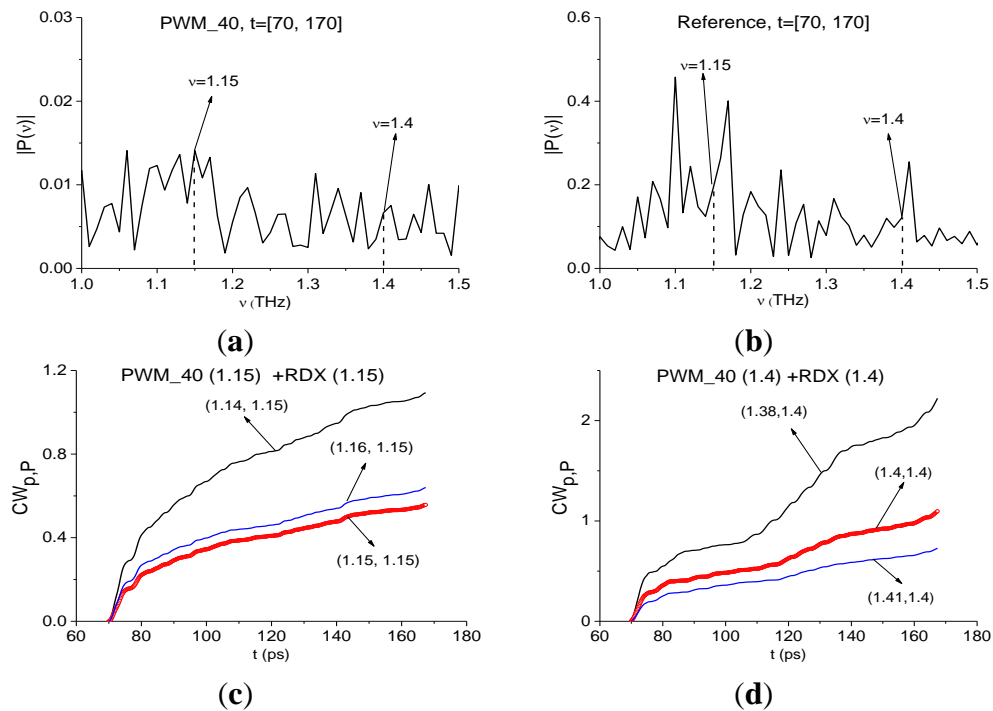 PWM_40, t=[70, 170]
0.03
0.02
0.01
0.00
|P(ν)|
ν=1.15
ν=1.4
1.0 1.1 1.2 1.3 1.4 1.5
ν (THz)
(a)
Reference, t=[70, 170]
0.6
0.4
0.2
0.0
|P(ν)|
ν=1.15
ν=1.4
1.0 1.1 1.2 1.3 1.4 1.5
ν (THz)
(b)
PWM_40 (1.15) +RDX (1.15)
1.2
0.8
0.4
0.0
CWp,P
(1.14, 1.15)
(1.16, 1.15)
(1.15, 1.15)
60 80 100 120 140 160 180
t (ps)
(c)
PWM_40 (1.4) +RDX (1.4)
2
1
0
CWp,P
(1.38,1.4)
(1.4,1.4)
(1.41,1.4)
60 80 100 120 140 160 180
t (ps)
(d)